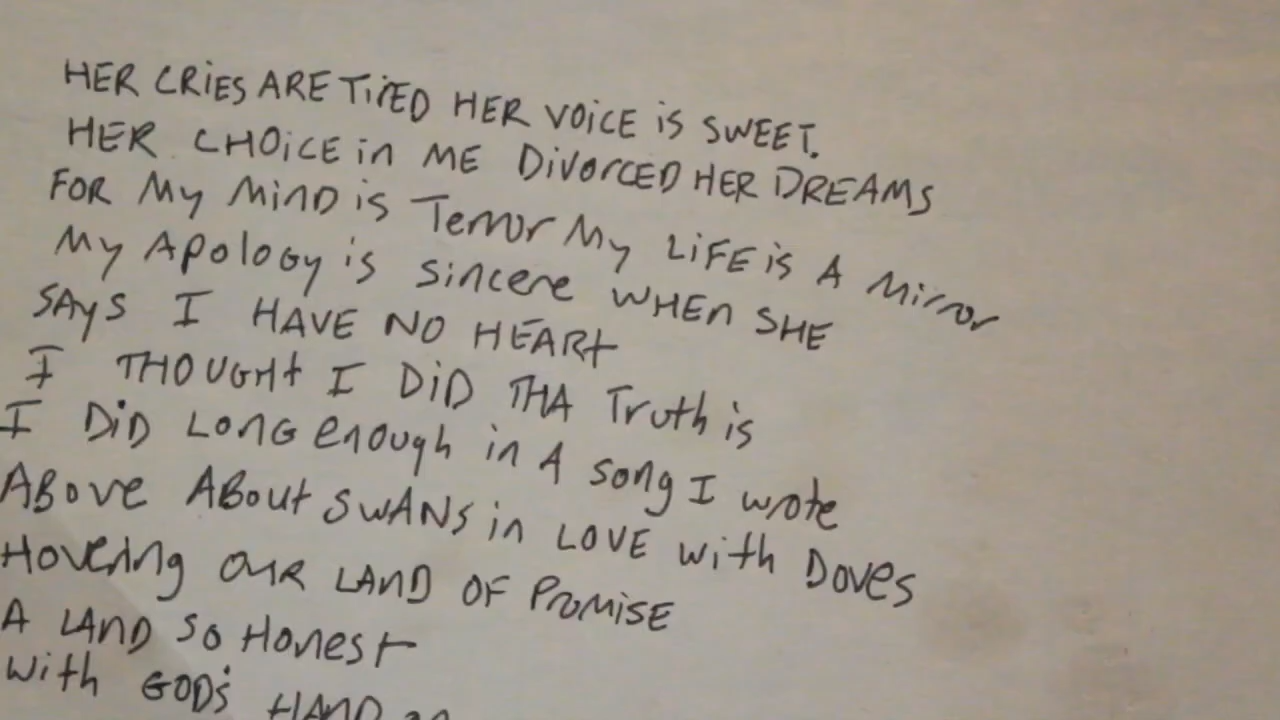 HER CRiES ARE TiRED HER VOiCE iS SWEET.
HER CHOiCE in ME DivorCED HER DREAMS
FOR My MinD is Terror My LiFE is A Mirror
My Apology is sincere WHEn SHE
SAyS I HAVE NO HEARt
I THOUGHt I DiD THA Truth is
I DiD LONG enough in A song I wrote
ABove ABout SWANS in LOVE with Doves
HoveRing OUR LAND OF PROMiSE
A LAnD so Honest
With GOD's HAND on